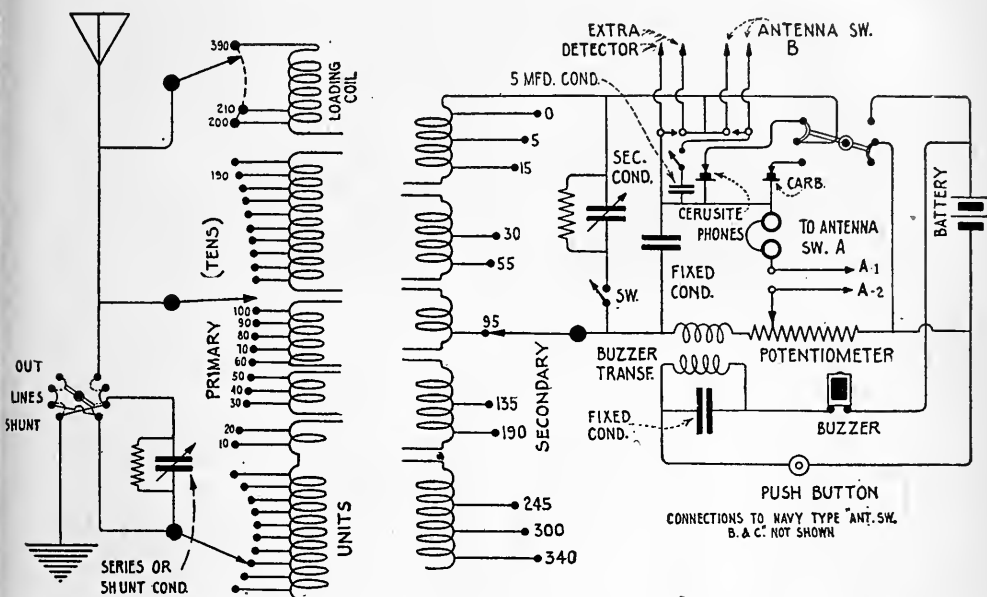 390
210
200
LOADING
COIL
190
(TENS)
PRIMARY
100
90
80
70
60
50
40
30
20
10
UNITS
OUT
LINES
SHUNT
SERIES OR
SHUNT COND.
0
5
15
30
55
95
135
190
245
300
340
SECONDARY
EXTRA
DETECTOR
ANTENNA SW.
B
5 MFD. COND.
SEC.
COND.
SW.
CERUSITE
PHONES
CARB.
FIXED
COND.
TO ANTENNA
SW. A
A-1
A-2
BATTERY
BUZZER
TRANSF.
POTENTIOMETER
FIXED
COND.
BUZZER
PUSH BUTTON
CONNECTIONS TO NAVY TYPE "ANT. SW.
B. & C." NOT SHOWN